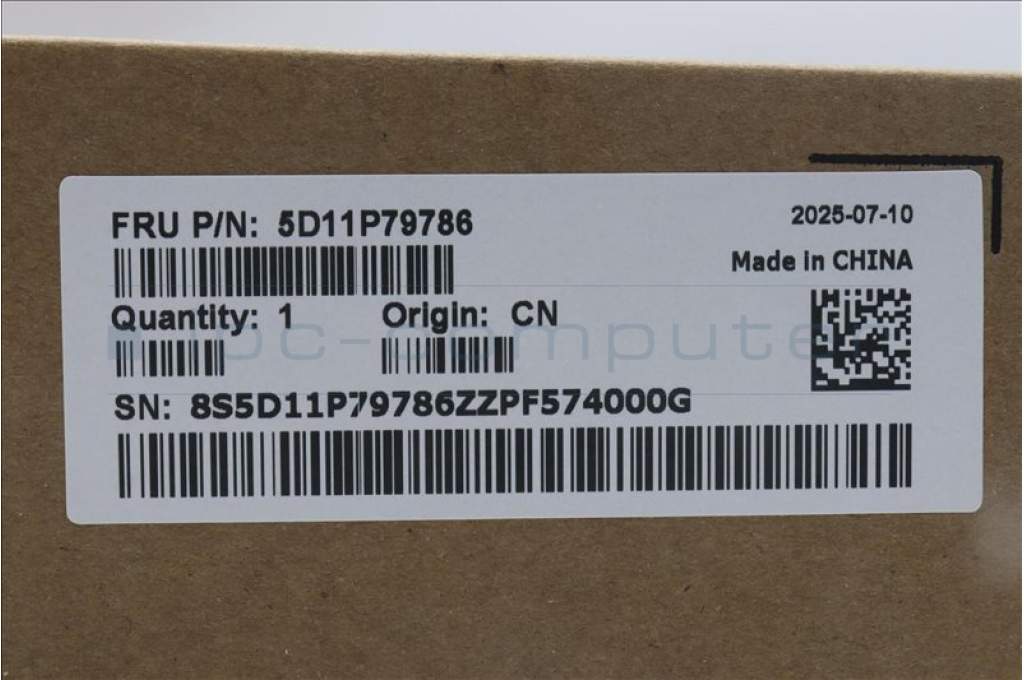 FRU P/N: 5D11P79786
2025-07-10
Made in CHINA
Quantity: 1
Origin: CN
SN: 8S5D11P79786ZZPF574000G